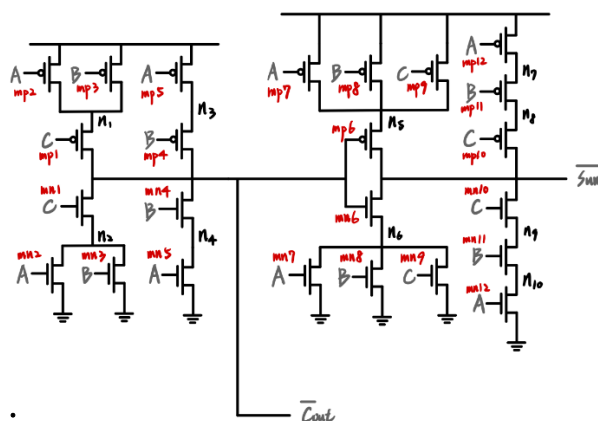 A
mp2
B
mp3
A
mp5
n1
n3
C
mp1
B
mp4
mn1
C
mn4
B
n2
n4
mn2
A
mn3
B
mn5
A
A
mp7
B
mp8
C
mp9
A
mp12
n7
B
mp11
n5
n8
mp6
C
mp10
Sum
mn6
mn10
C
n6
n9
mn7
A
mn8
B
mn9
C
mn11
B
n10
mn12
A
Cout